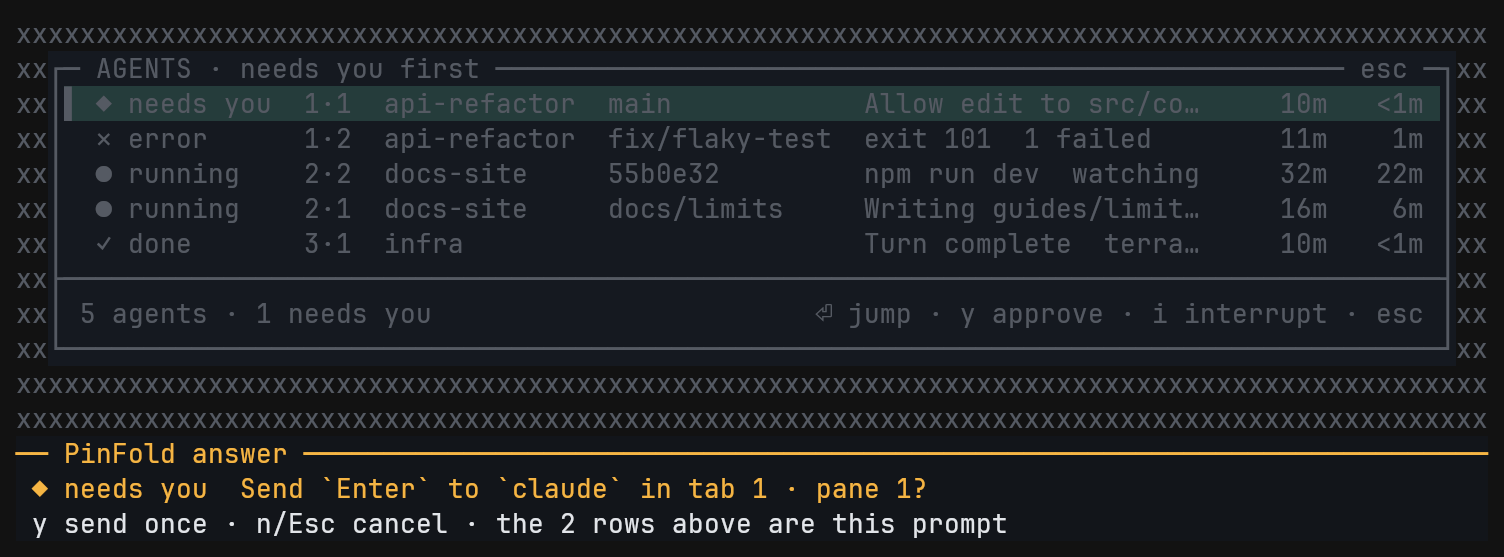 xxxxxxxxxxxxxxxxxxxxxxxxxxxxxxxxxxxxxxxxxxxxxxxxxxxxxxxxxxxxxxxxxxxxxxxxxxxxxxxxxxxxxxxxxxxx
xx AGENTS · needs you first esc xx
xx ◆ needs you 1·1 api-refactor main Allow edit to src/co… 10m <1m xx
xx × error 1·2 api-refactor fix/flaky-test exit 101 1 failed 11m 1m xx
xx ● running 2·2 docs-site 55b0e32 npm run dev watching 32m 22m xx
xx ● running 2·1 docs-site docs/limits Writing guides/limit… 16m 6m xx
xx ✓ done 3·1 infra Turn complete terra… 10m <1m xx
xx xx
xx 5 agents · 1 needs you ⏎ jump · y approve · i interrupt · esc xx
xx xx
xxxxxxxxxxxxxxxxxxxxxxxxxxxxxxxxxxxxxxxxxxxxxxxxxxxxxxxxxxxxxxxxxxxxxxxxxxxxxxxxxxxxxxxxxxxx
xxxxxxxxxxxxxxxxxxxxxxxxxxxxxxxxxxxxxxxxxxxxxxxxxxxxxxxxxxxxxxxxxxxxxxxxxxxxxxxxxxxxxxxxxxxx
PinFold answer
◆ needs you Send `Enter` to `claude` in tab 1 · pane 1?
y send once · n/Esc cancel · the 2 rows above are this prompt